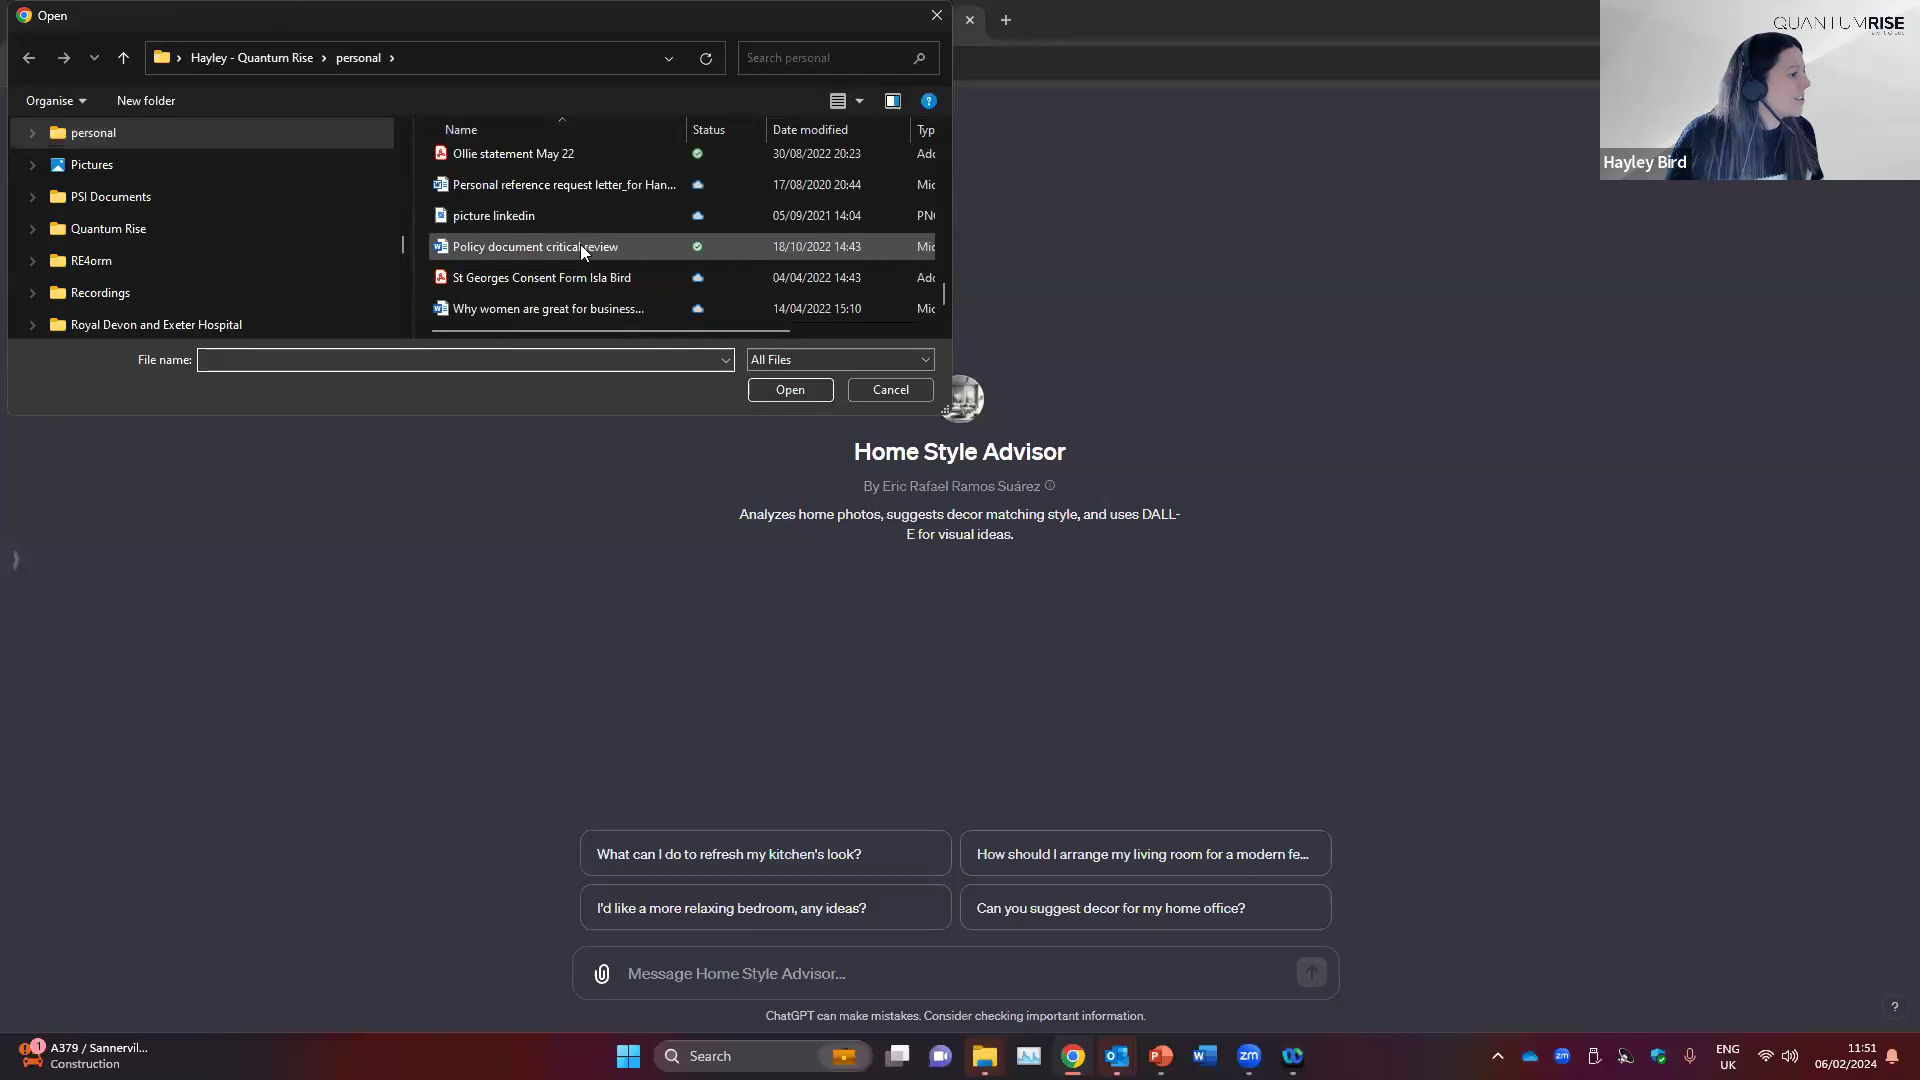 Open
QUANTUMRISE
Hayley - Quantum Rise
personal
Search personal
Organise
New folder
Name
Status
Date modified
Typ
personal
Pictures
PSI Documents
Quantum Rise
RE4orm
Recordings
Royal Devon and Exeter Hospital
Ollie statement May 22 30/08/2022 20:23 Adc
Personal reference request letter_for Han... 17/08/2020 20:44 Mic
picture linkedin 05/09/2021 14:04 PN
Policy document critical review 18/10/2022 14:43 Mic
St Georges Consent Form Isla Bird 04/04/2022 14:43 Adc
Why women are great for business... 14/04/2022 15:10 Mic
File name:
All Files
Open
Cancel
Hayley Bird
Home Style Advisor
By Eric Rafael Ramos Suárez
Analyzes home photos, suggests decor matching style, and uses DALL-
E for visual ideas.
What can I do to refresh my kitchen's look?
How should I arrange my living room for a modern fe...
I'd like a more relaxing bedroom, any ideas?
Can you suggest decor for my home office?
Message Home Style Advisor...
ChatGPT can make mistakes. Consider checking important information.
?
1
A379 / Sannervil...
Construction
Search
zm
zm
ENG
UK
11:51
06/02/2024